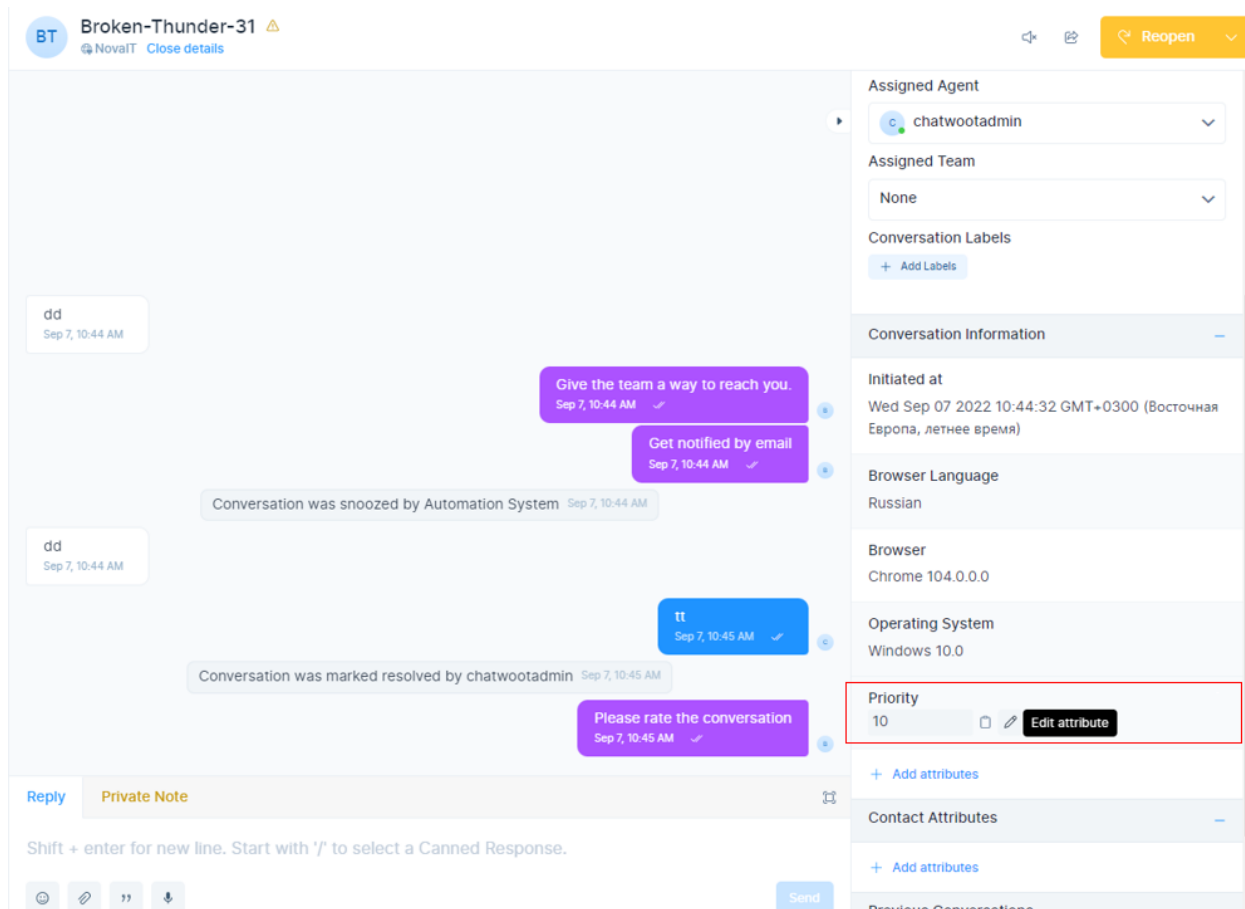 BT
Broken-Thunder-31
NovaIT Close details
Reopen
dd
Sep 7, 10:44 AM
Give the team a way to reach you.
Sep 7, 10:44 AM
Get notified by email
Sep 7, 10:44 AM
Conversation was snoozed by Automation System Sep 7, 10:44 AM
dd
Sep 7, 10:44 AM
tt
Sep 7, 10:45 AM
C
Conversation was marked resolved by chatwootadmin Sep 7, 10:45 AM
Please rate the conversation
Sep 7, 10:45 AM
Reply Private Note
Shift + enter for new line. Start with '/' to select a Canned Response.
Send
Assigned Agent
C chatwootadmin
Assigned Team
None
Conversation Labels
+ Add Labels
Conversation Information
Initiated at
Wed Sep 07 2022 10:44:32 GMT+0300 (Восточная
Европа, летнее время)
Browser Language
Russian
Browser
Chrome 104.0.0.0
Operating System
Windows 10.0
Priority
10 Edit attribute
+ Add attributes
Contact Attributes
+ Add attributes
Previous Conversations